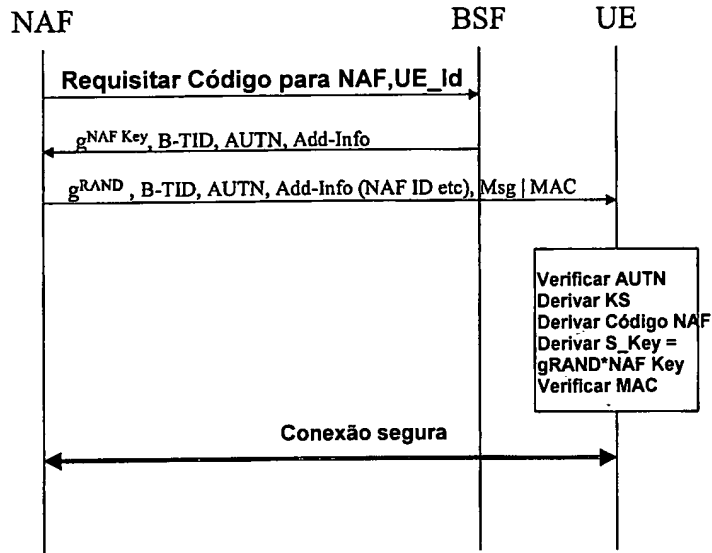 NAF BSF UE
Requisitar Código para NAF,UE_Id
g^NAF Key, B-TID, AUTN, Add-Info
g^RAND , B-TID, AUTN, Add-Info (NAF ID etc), Msg | MAC
Verificar AUTN
Derivar KS
Derivar Código NAF
Derivar S_Key =
gRAND*NAF Key
Verificar MAC
Conexão segura